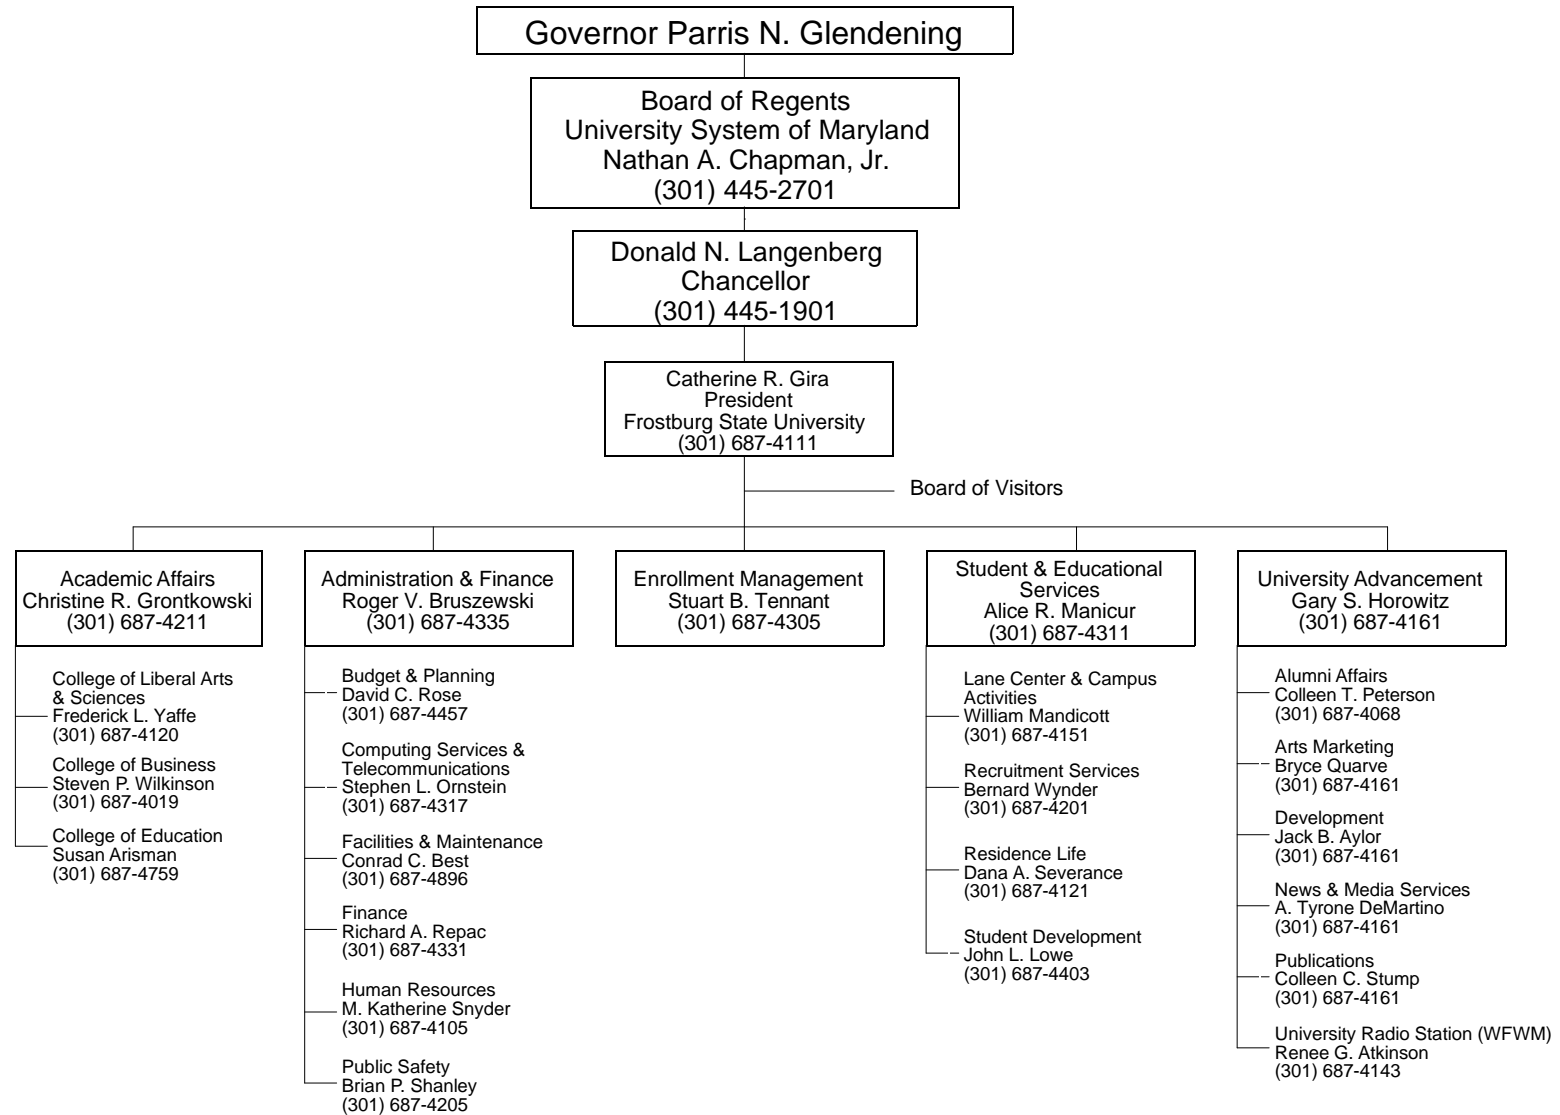 Governor Parris N. Glendening
Board of Regents
University System of Maryland
Nathan A. Chapman, Jr.
(301) 445-2701
Donald N. Langenberg
Chancellor
(301) 445-1901
Catherine R. Gira
President
Frostburg State University
(301) 687-4111
Board of Visitors
Academic Affairs
Christine R. Grontkowski
(301) 687-4211
College of Liberal Arts
& Sciences
Frederick L. Yaffe
(301) 687-4120
College of Business
Steven P. Wilkinson
(301) 687-4019
College of Education
Susan Arisman
(301) 687-4759
Administration & Finance
Roger V. Bruszewski
(301) 687-4335
Budget & Planning
David C. Rose
(301) 687-4457
Computing Services &
Telecommunications
Stephen L. Ornstein
(301) 687-4317
Facilities & Maintenance
Conrad C. Best
(301) 687-4896
Finance
Richard A. Repac
(301) 687-4331
Human Resources
M. Katherine Snyder
(301) 687-4105
Public Safety
Brian P. Shanley
(301) 687-4205
Enrollment Management
Stuart B. Tennant
(301) 687-4305
Student & Educational
Services
Alice R. Manicur
(301) 687-4311
Lane Center & Campus
Activities
William Mandicott
(301) 687-4151
Recruitment Services
Bernard Wynder
(301) 687-4201
Residence Life
Dana A. Severance
(301) 687-4121
Student Development
John L. Lowe
(301) 687-4403
University Advancement
Gary S. Horowitz
(301) 687-4161
Alumni Affairs
Colleen T. Peterson
(301) 687-4068
Arts Marketing
Bryce Quarve
(301) 687-4161
Development
Jack B. Aylor
(301) 687-4161
News & Media Services
A. Tyrone DeMartino
(301) 687-4161
Publications
Colleen C. Stump
(301) 687-4161
University Radio Station (WFWM)
Renee G. Atkinson
(301) 687-4143